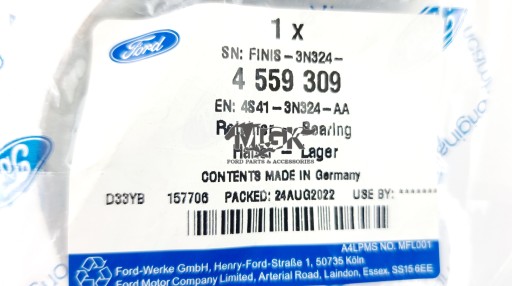 1 x
Ford
SN: FINIS-3N324-
4 559 309
EN: 4S41-3N324-AA
Retainer - Bearing
MGK
FORD PARTS & ACCESSORIES
Halter - Lager
CONTENTS MADE IN Germany
D33YB 157706 PACKED: 24AUG2022 USE BY: *******
A4LPMS NO. MFL001
Ford-Werke GmbH, Henry-Ford-Straße 1, 50735 Köln
Ford Motor Company Limited, Arterial Road, Laindon, Essex, SS15 6EE